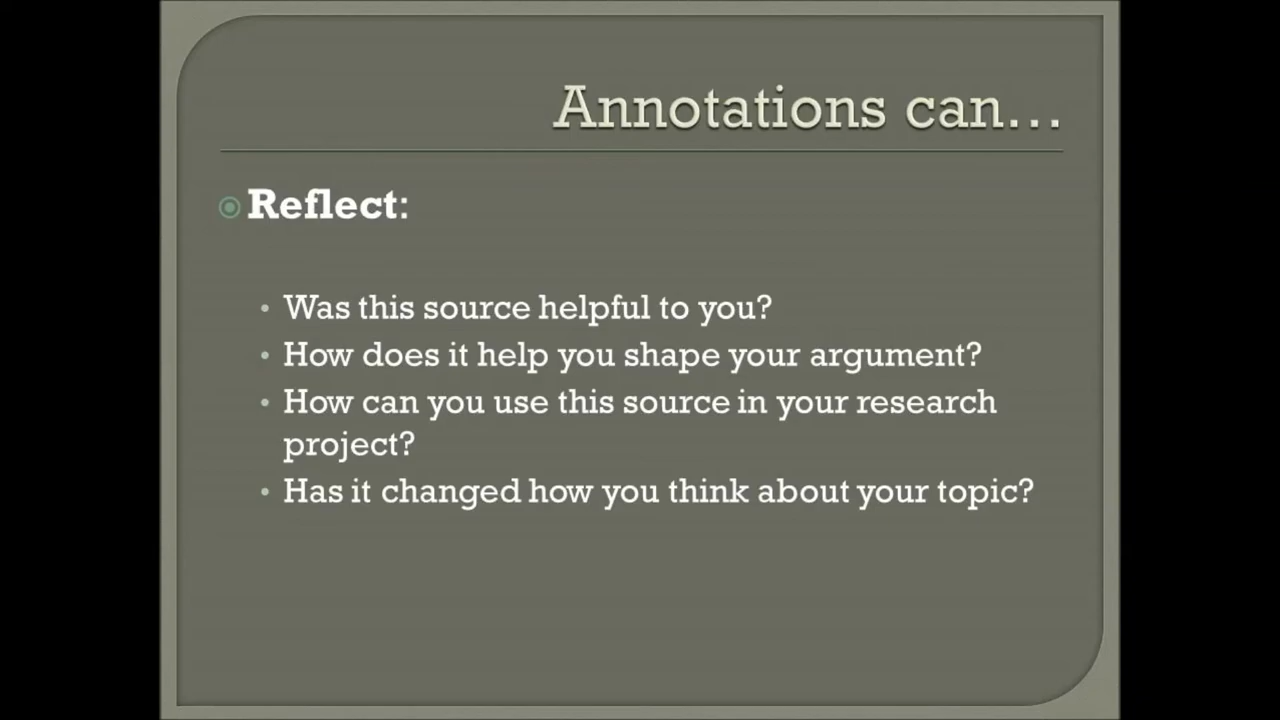 Annotations can...
Reflect:
Was this source helpful to you?
How does it help you shape your argument?
How can you use this source in your research
project?
Has it changed how you think about your topic?